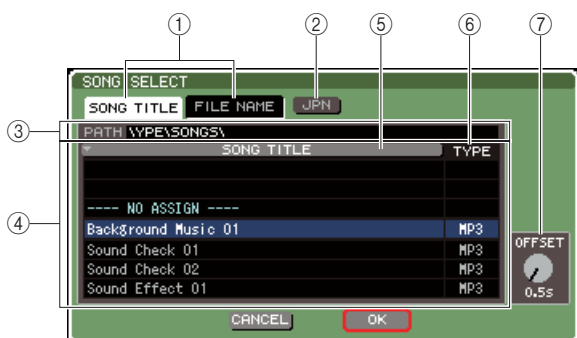 ① ② ⑤ ⑥ ⑦
SONG SELECT
SONG TITLE FILE NAME JPN
③ PATH \YPE\SONGS\
SONG TITLE TYPE
④
---- NO ASSIGN ----
Background Music 01 MP3
Sound Check 01 MP3
Sound Check 02 MP3
Sound Effect 01 MP3
OFFSET
0.5s
CANCEL OK